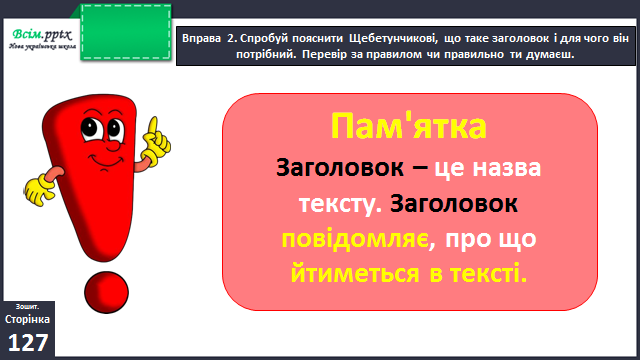 Всім.pptx
Нова українська школа
Вправа 2. Спробуй пояснити Щебетунчикові, що таке заголовок і для чого він
потрібний. Перевір за правилом чи правильно ти думаєш.
Пам'ятка
Заголовок – це назва
тексту. Заголовок
повідомляє, про що
йтиметься в тексті.
Зошит.
Сторінка
127